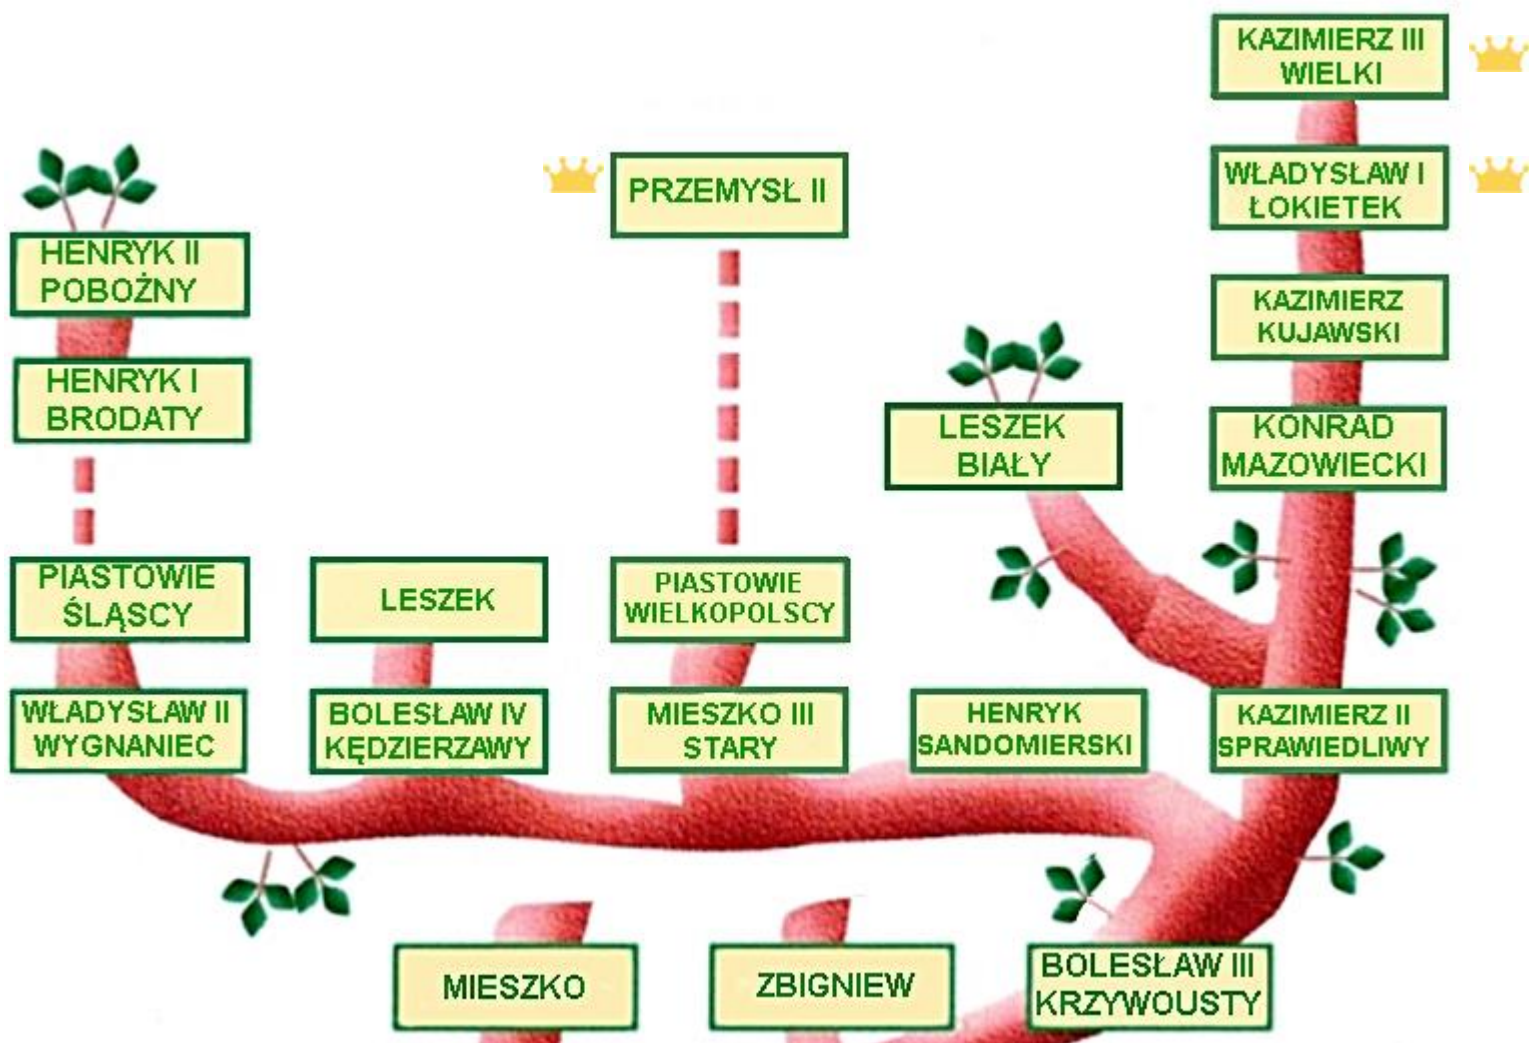 KAZIMIERZ III
WIELKI
PRZEMYSŁ II
WŁADYSŁAW I
ŁOKIETEK
HENRYK II
POBOŻNY
KAZIMIERZ
KUJAWSKI
HENRYK I
BRODATY
LESZEK
BIAŁY
KONRAD
MAZOWIECKI
PIASTOWIE
ŚLĄSCY
LESZEK
PIASTOWIE
WIELKOPOLSCY
WŁADYSŁAW II
WYGNANIEC
BOLESŁAW IV
KĘDZIERZAWY
MIESZKO III
STARY
HENRYK
SANDOMIERSKI
KAZIMIERZ II
SPRAWIEDLIWY
MIESZKO
ZBIGNIEW
BOLESŁAW III
KRZYWOUSTY